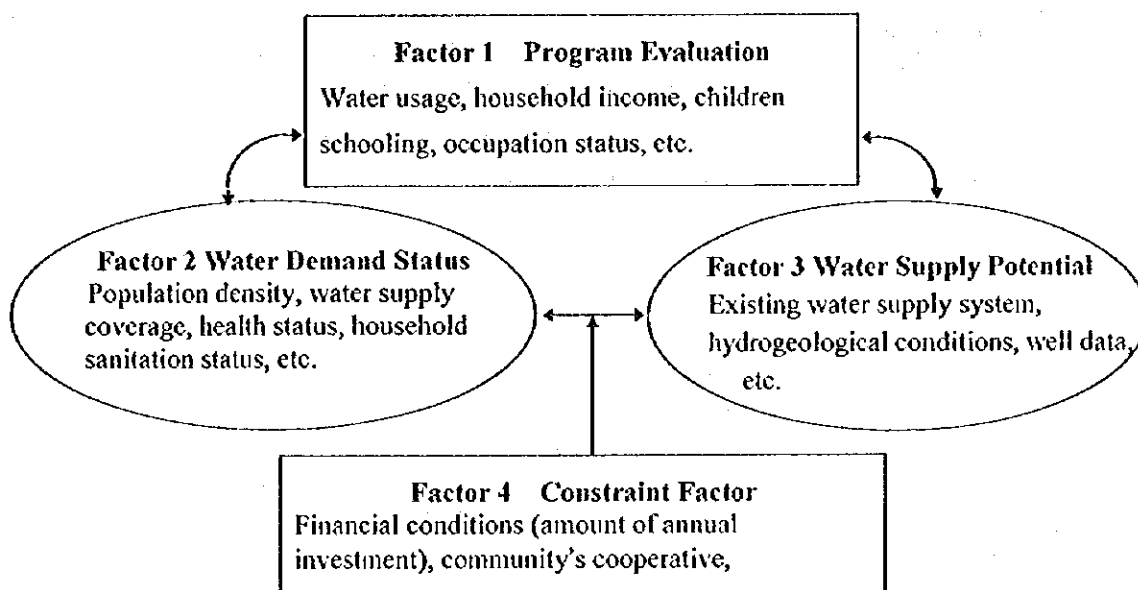 Factor 1 Program Evaluation
Water usage, household income, children
schooling, occupation status, etc.
Factor 2 Water Demand Status
Population density, water supply
coverage, health status, household
sanitation status, etc.
Factor 3 Water Supply Potential
Existing water supply system,
hydrogeological conditions, well data,
etc.
Factor 4 Constraint Factor
Financial conditions (amount of annual
investment), community's cooperative,